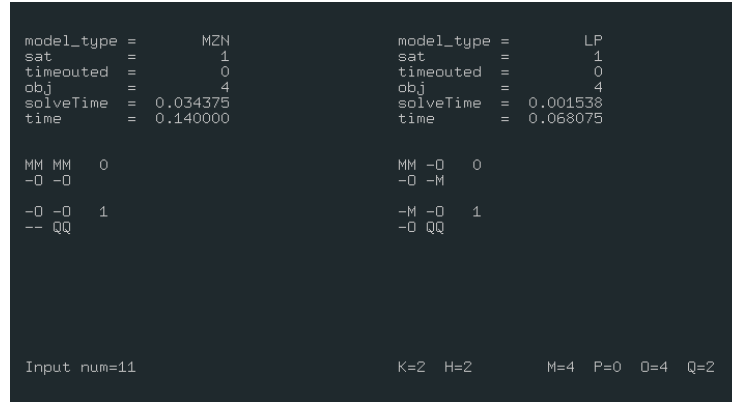 model_type =        MZN        model_type =        LP
sat        =          1        sat        =         1
timeouted  =          0        timeouted  =         0
obj        =          4        obj        =         4
solveTime  =  0.034375        solveTime  =  0.001538
time       =  0.140000        time       =  0.068075
MM MM   0        MM -O   0
-O -O        -O -M
-O -O   1        -M -O   1
-- QQ        -O QQ
Input num=11        K=2  H=2        M=4  P=0  O=4  Q=2